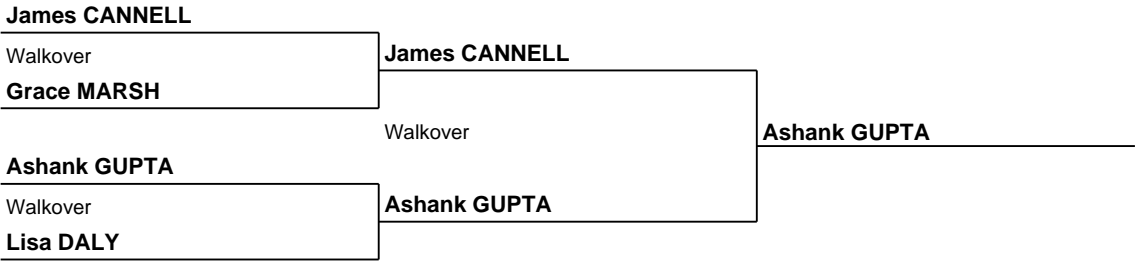 James CANNELL
Walkover
Grace MARSH
James CANNELL
Walkover
Ashank GUPTA
Ashank GUPTA
Walkover
Lisa DALY
Ashank GUPTA